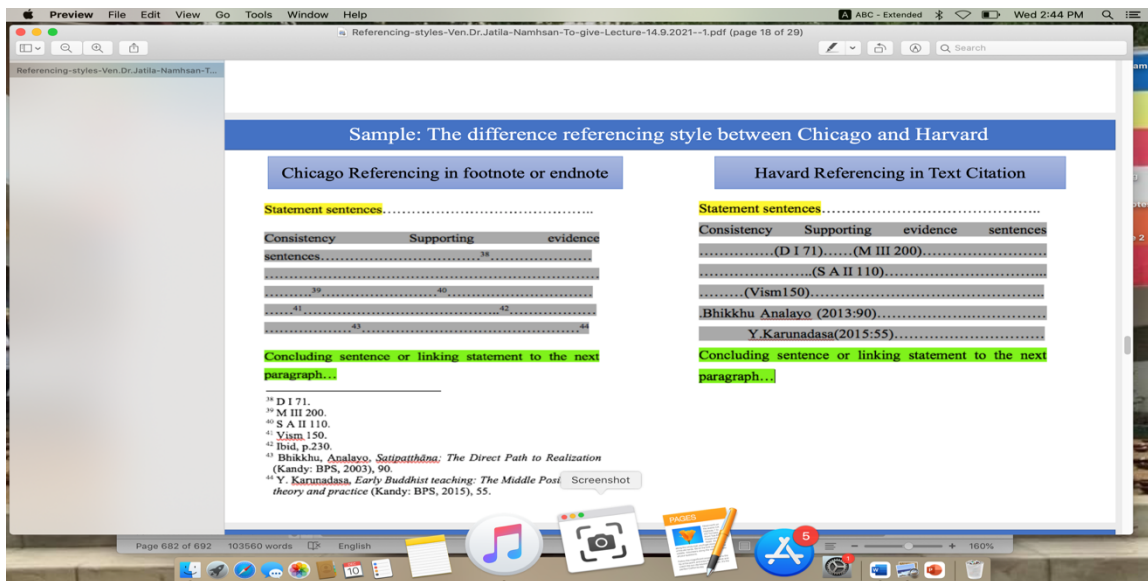 Preview File Edit View Go Tools Window Help
A ABC - Extended Wed 2:44 PM
Referencing-styles-Ven.Dr.Jatila-Namhsan-To-give-Lecture-14.9.2021--1.pdf (page 18 of 29)
Search
Referencing-styles-Ven.Dr.Jatila-Namhsan-T...
Sample: The difference referencing style between Chicago and Harvard
Chicago Referencing in footnote or endnote
Statement sentences...........................................
Consistency Supporting evidence
sentences.................................38.....................
...................................................................
..........39.........................40..............................
......41..........................................42..................
..................43..............................................44
Concluding sentence or linking statement to the next
paragraph…
38 D I 71.
39 M III 200.
40 S A II 110.
41 Vism 150.
42 Ibid, p.230.
43 Bhikkhu, Analayo, Satipaṭṭhāna: The Direct Path to Realization
(Kandy: BPS, 2003), 90.
44 Y. Karunadasa, Early Buddhist teaching: The Middle Posi
theory and practice (Kandy: BPS, 2015), 55.
Havard Referencing in Text Citation
Statement sentences...........................................
Consistency Supporting evidence sentences
...............(D I 71)......(M III 200).........................
.......................(S A II 110)................................
.........(Vism150)...............................................
.Bhikkhu Analayo (2013:90)..................................
Y.Karunadasa(2015:55)..............................
Concluding sentence or linking statement to the next
paragraph…
Screenshot
Page 682 of 692 103560 words English
160%
PAGES
5
10
1